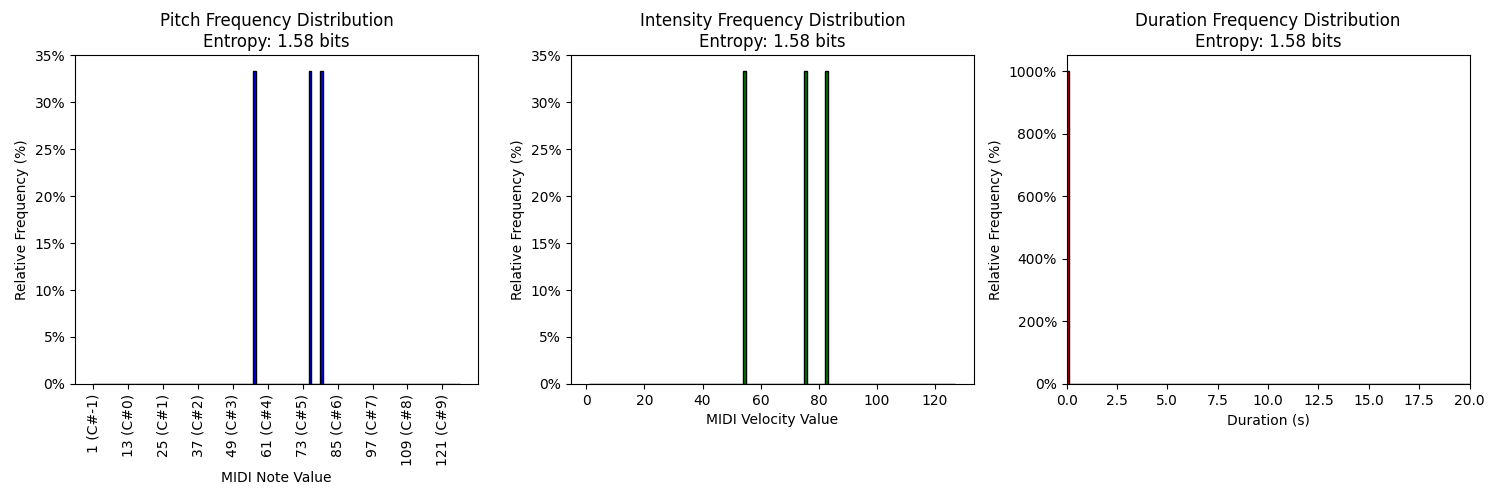 Pitch Frequency Distribution
Entropy: 1.58 bits
35%
30%
25%
20%
15%
10%
5%
0%
Relative Frequency (%)
1 (C#-1)
13 (C#0)
25 (C#1)
37 (C#2)
49 (C#3)
61 (C#4)
73 (C#5)
85 (C#6)
97 (C#7)
109 (C#8)
121 (C#9)
MIDI Note Value
Intensity Frequency Distribution
Entropy: 1.58 bits
35%
30%
25%
20%
15%
10%
5%
0%
Relative Frequency (%)
0 20 40 60 80 100 120
MIDI Velocity Value
Duration Frequency Distribution
Entropy: 1.58 bits
1000%
800%
600%
400%
200%
0%
Relative Frequency (%)
0.0 2.5 5.0 7.5 10.0 12.5 15.0 17.5 20.0
Duration (s)